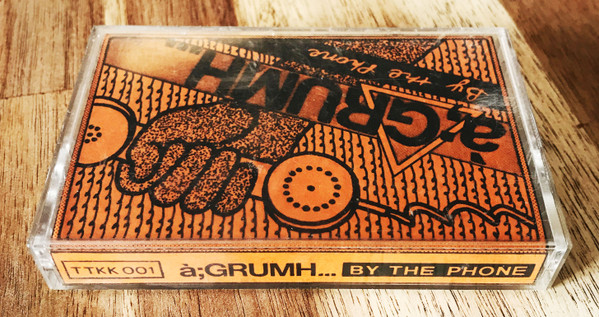 By the Phone
à;GRUMH...
TTKK 001 à;GRUMH... BY THE PHONE